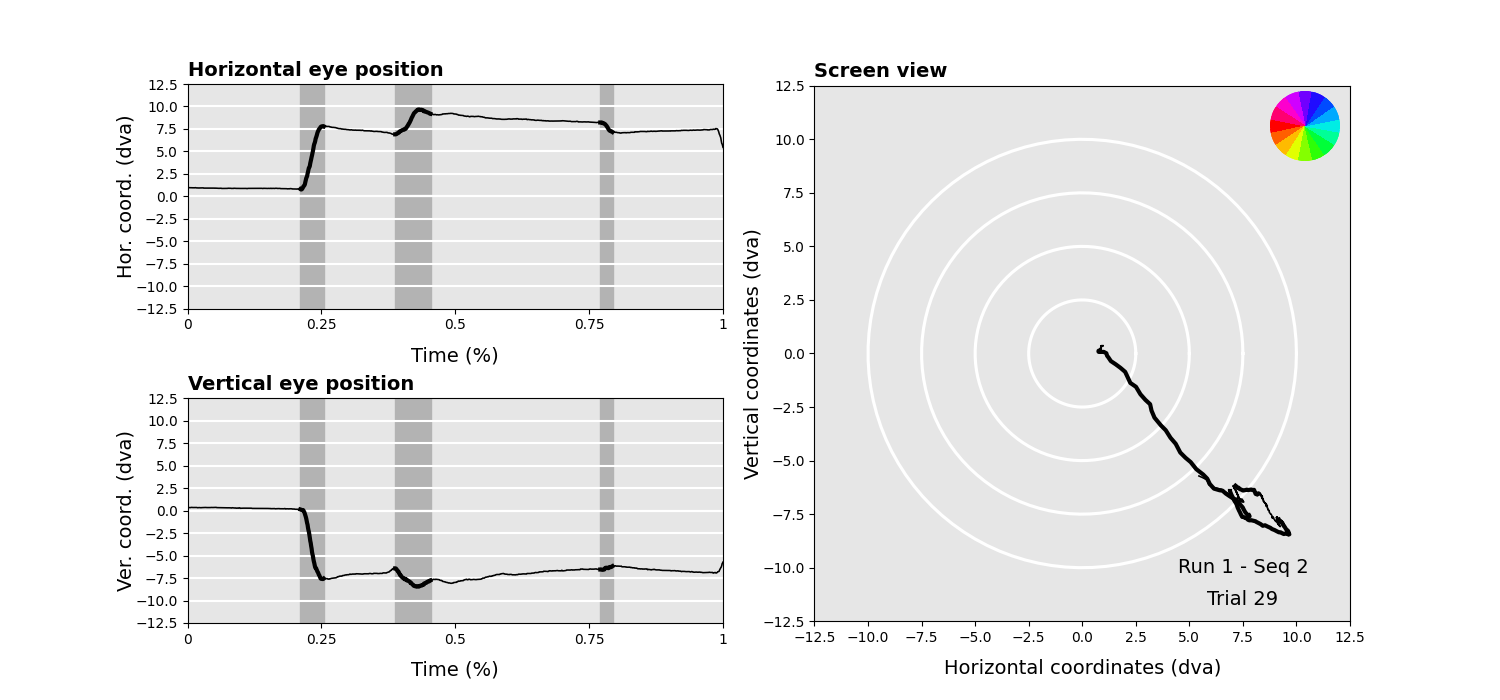 Horizontal eye position
12.5
10.0
7.5
5.0
2.5
0.0
−2.5
−5.0
−7.5
−10.0
−12.5
Hor. coord. (dva)
0 0.25 0.5 0.75 1
Time (%)
Vertical eye position
12.5
10.0
7.5
5.0
2.5
0.0
−2.5
−5.0
−7.5
−10.0
−12.5
Ver. coord. (dva)
0 0.25 0.5 0.75 1
Time (%)
Screen view
12.5
10.0
7.5
5.0
2.5
0.0
−2.5
−5.0
−7.5
−10.0
−12.5
Vertical coordinates (dva)
Run 1 - Seq 2
Trial 29
−12.5 −10.0 −7.5 −5.0 −2.5 0.0 2.5 5.0 7.5 10.0 12.5
Horizontal coordinates (dva)